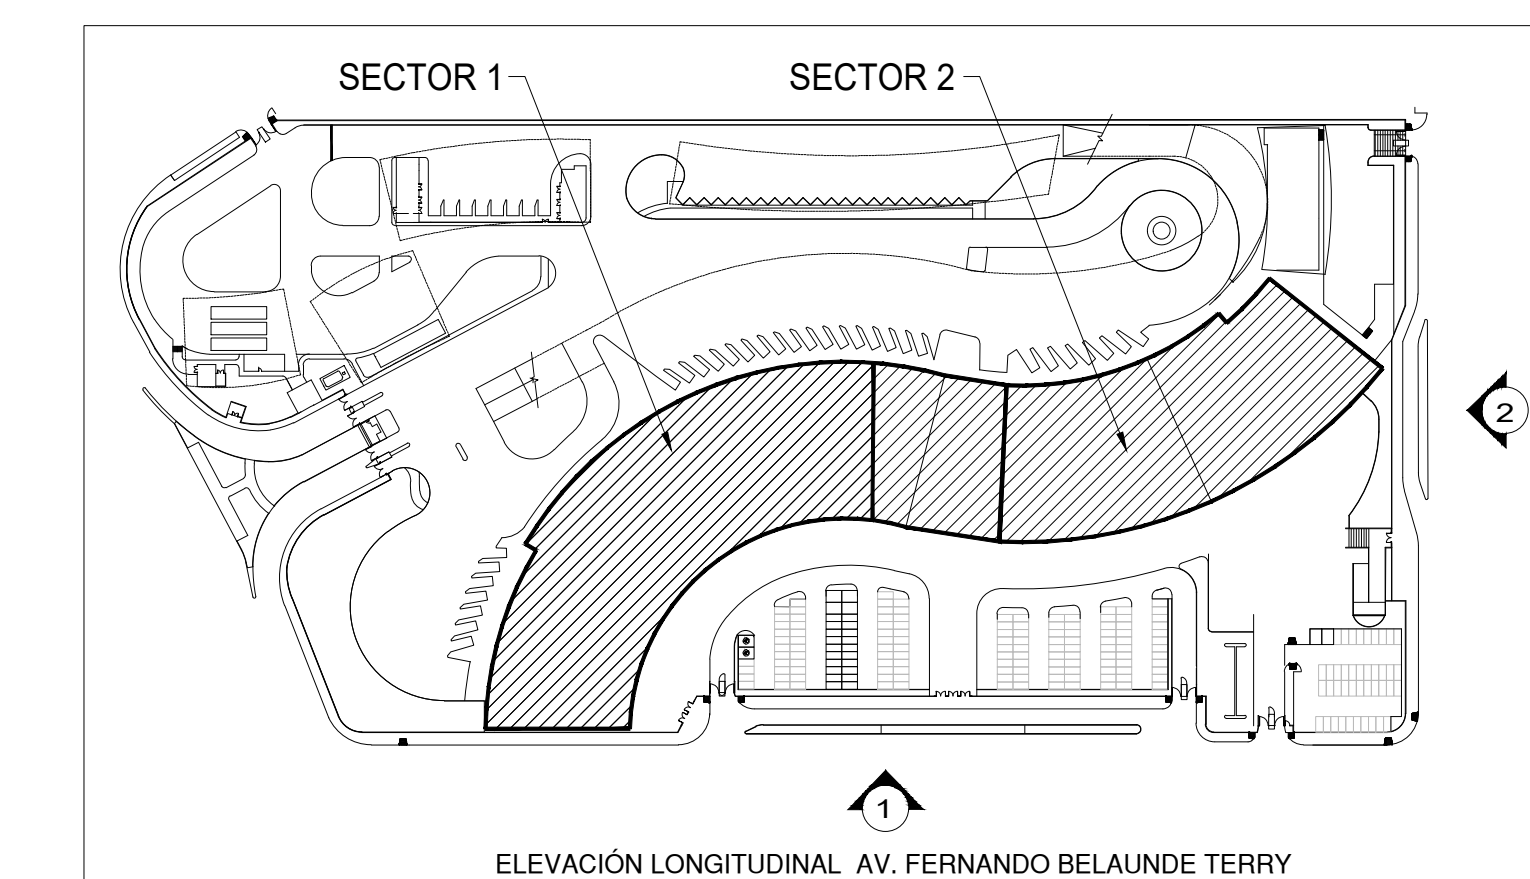 SECTOR 1
SECTOR 2
2
1
ELEVACIÓN LONGITUDINAL AV. FERNANDO BELAUNDE TERRY